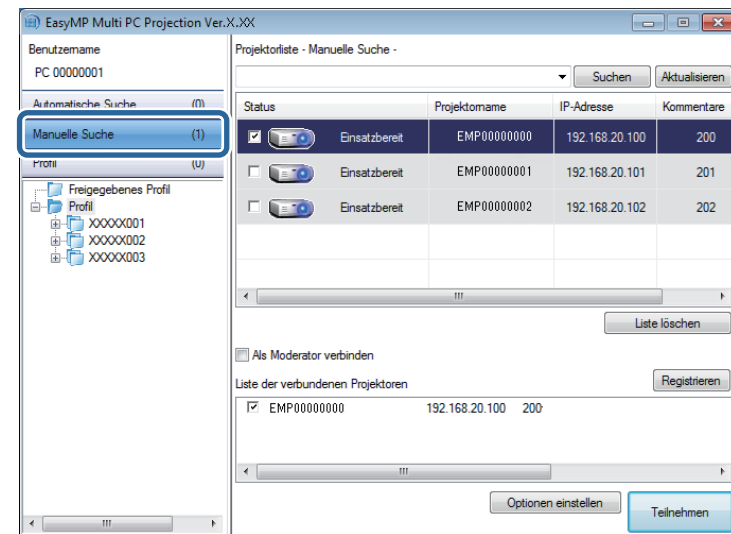 EasyMP Multi PC Projection Ver.X.XX
Benutzername
PC 00000001
Automatische Suche (0)
Manuelle Suche (1)
Profil (0)
Freigegebenes Profil
Profil
XXXXX001
XXXXX002
XXXXX003
Projektorliste - Manuelle Suche -
Suchen Aktualisieren
Status Projektorname IP-Adresse Kommentare
Einsatzbereit EMP00000000 192.168.20.100 200
Einsatzbereit EMP00000001 192.168.20.101 201
Einsatzbereit EMP00000002 192.168.20.102 202
Liste löschen
Als Moderator verbinden
Liste der verbundenen Projektoren Registrieren
EMP00000000 192.168.20.100 200
Optionen einstellen Teilnehmen